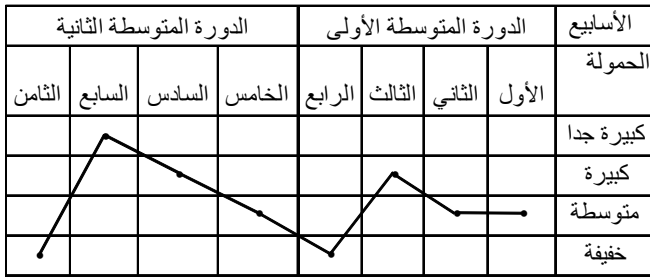 الأسابيع الدورة المتوسطة الأولى الدورة المتوسطة الثانية
الحمولة
الأول الثاني الثالث الرابع الخامس السادس السابع الثامن
كبيرة جدا
كبيرة
متوسطة
خفيفة